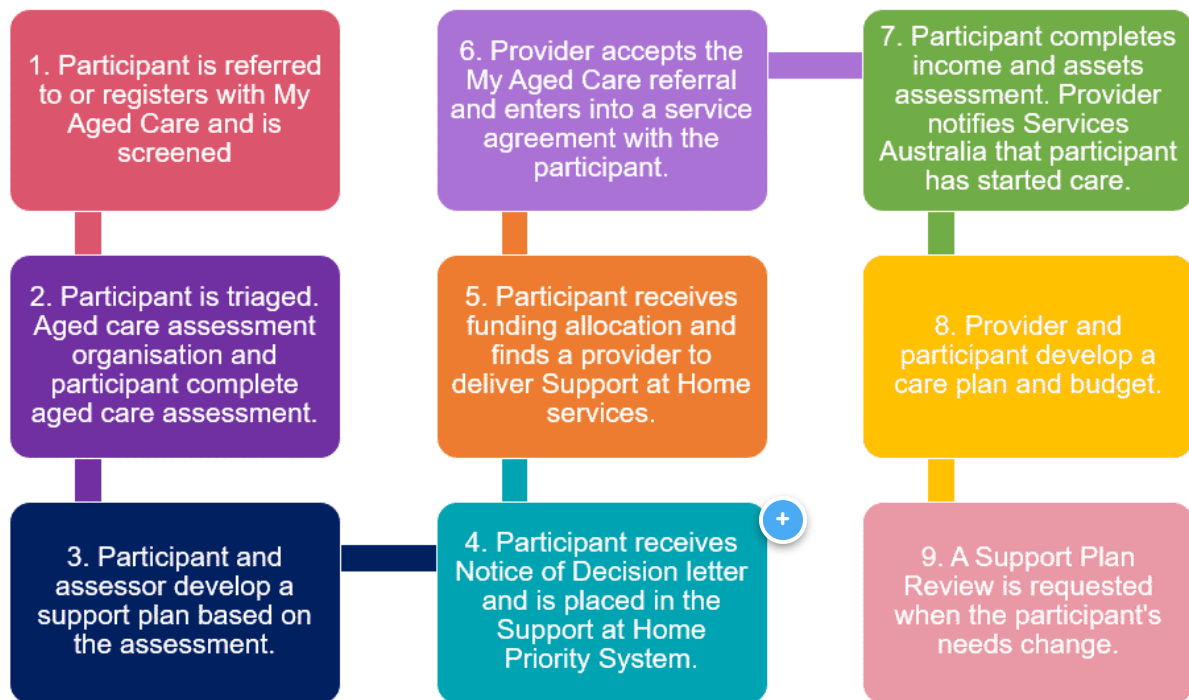 1. Participant is referred
to or registers with My
Aged Care and is
screened
2. Participant is triaged.
Aged care assessment
organisation and
participant complete
aged care assessment.
3. Participant and
assessor develop a
support plan based on
the assessment.
4. Participant receives
Notice of Decision letter
and is placed in the
Support at Home
Priority System.
5. Participant receives
funding allocation and
finds a provider to
deliver Support at Home
services.
6. Provider accepts the
My Aged Care referral
and enters into a service
agreement with the
participant.
7. Participant completes
income and assets
assessment. Provider
notifies Services
Australia that participant
has started care.
8. Provider and
participant develop a
care plan and budget.
9. A Support Plan
Review is requested
when the participant's
needs change.